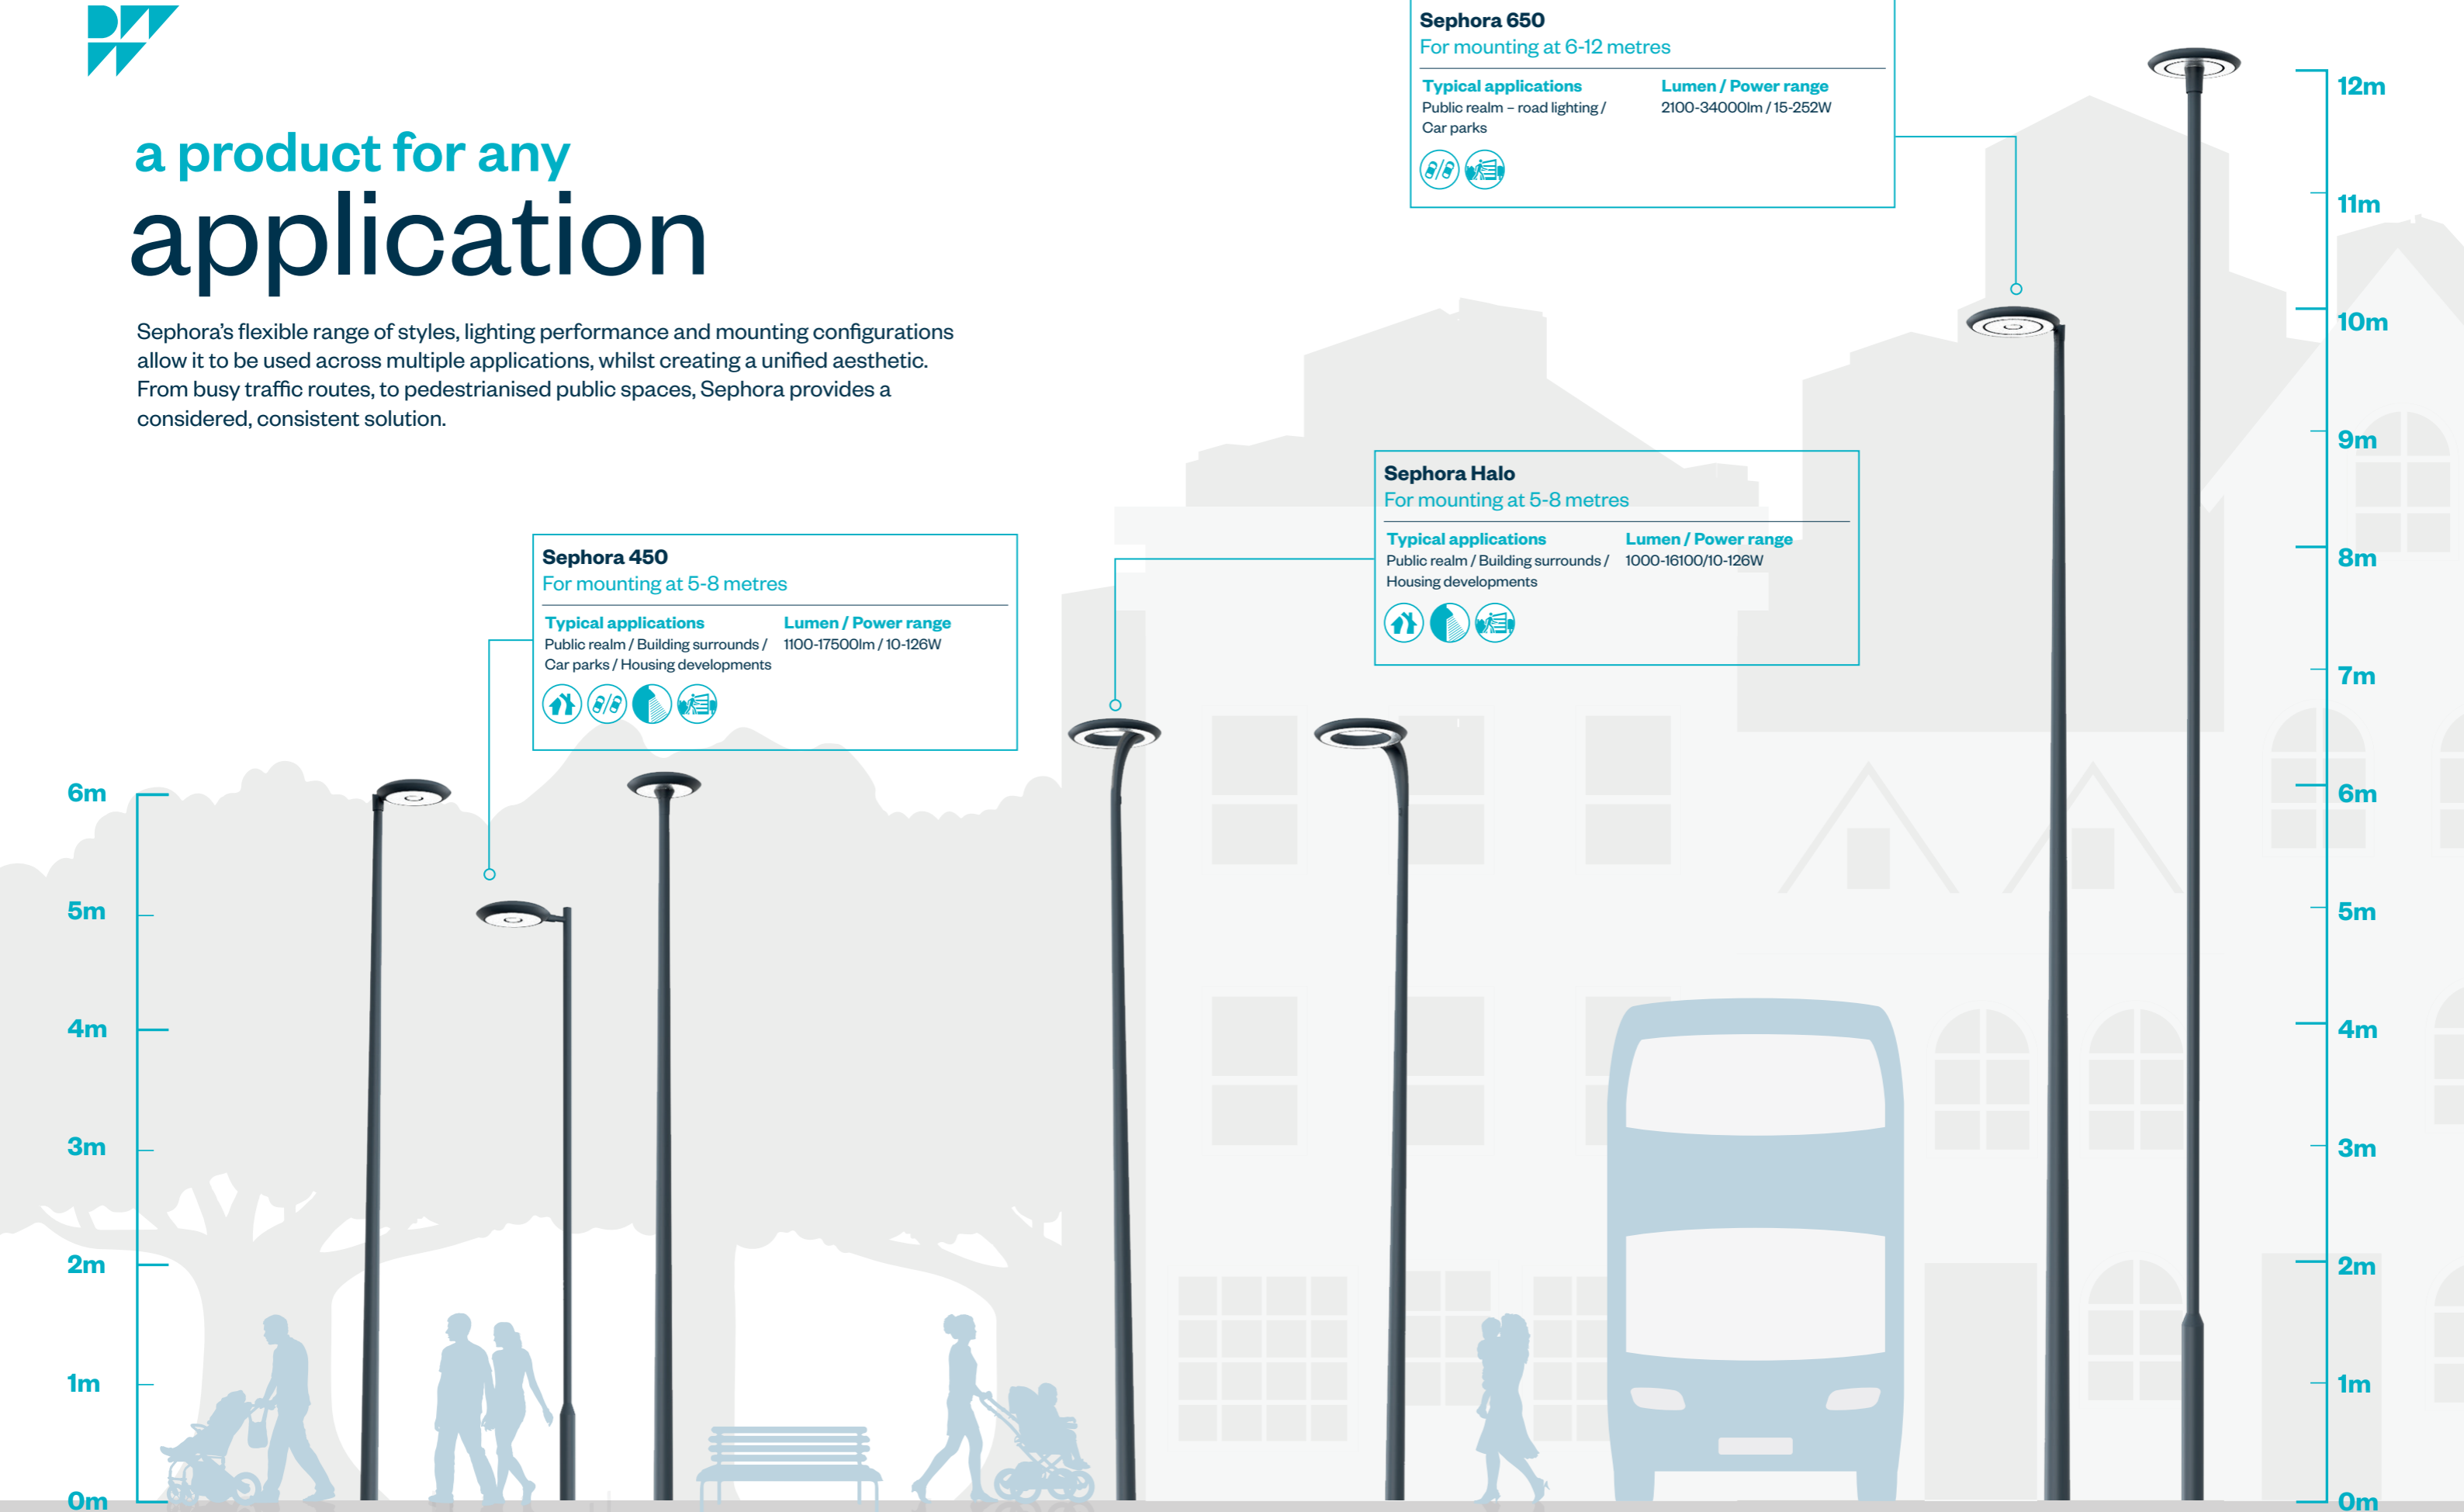 a product for any
application
Sephora's flexible range of styles, lighting performance and mounting configurations
allow it to be used across multiple applications, whilst creating a unified aesthetic.
From busy traffic routes, to pedestrianised public spaces, Sephora provides a
considered, consistent solution.
Sephora 650
For mounting at 6-12 metres
Typical applications
Public realm – road lighting /
Car parks
Lumen / Power range
2100-34000lm / 15-252W
Sephora Halo
For mounting at 5-8 metres
Typical applications
Public realm / Building surrounds /
Housing developments
Lumen / Power range
1000-16100/10-126W
Sephora 450
For mounting at 5-8 metres
Typical applications
Public realm / Building surrounds /
Car parks / Housing developments
Lumen / Power range
1100-17500lm / 10-126W
6m
5m
4m
3m
2m
1m
0m
12m
11m
10m
9m
8m
7m
6m
5m
4m
3m
2m
1m
0m